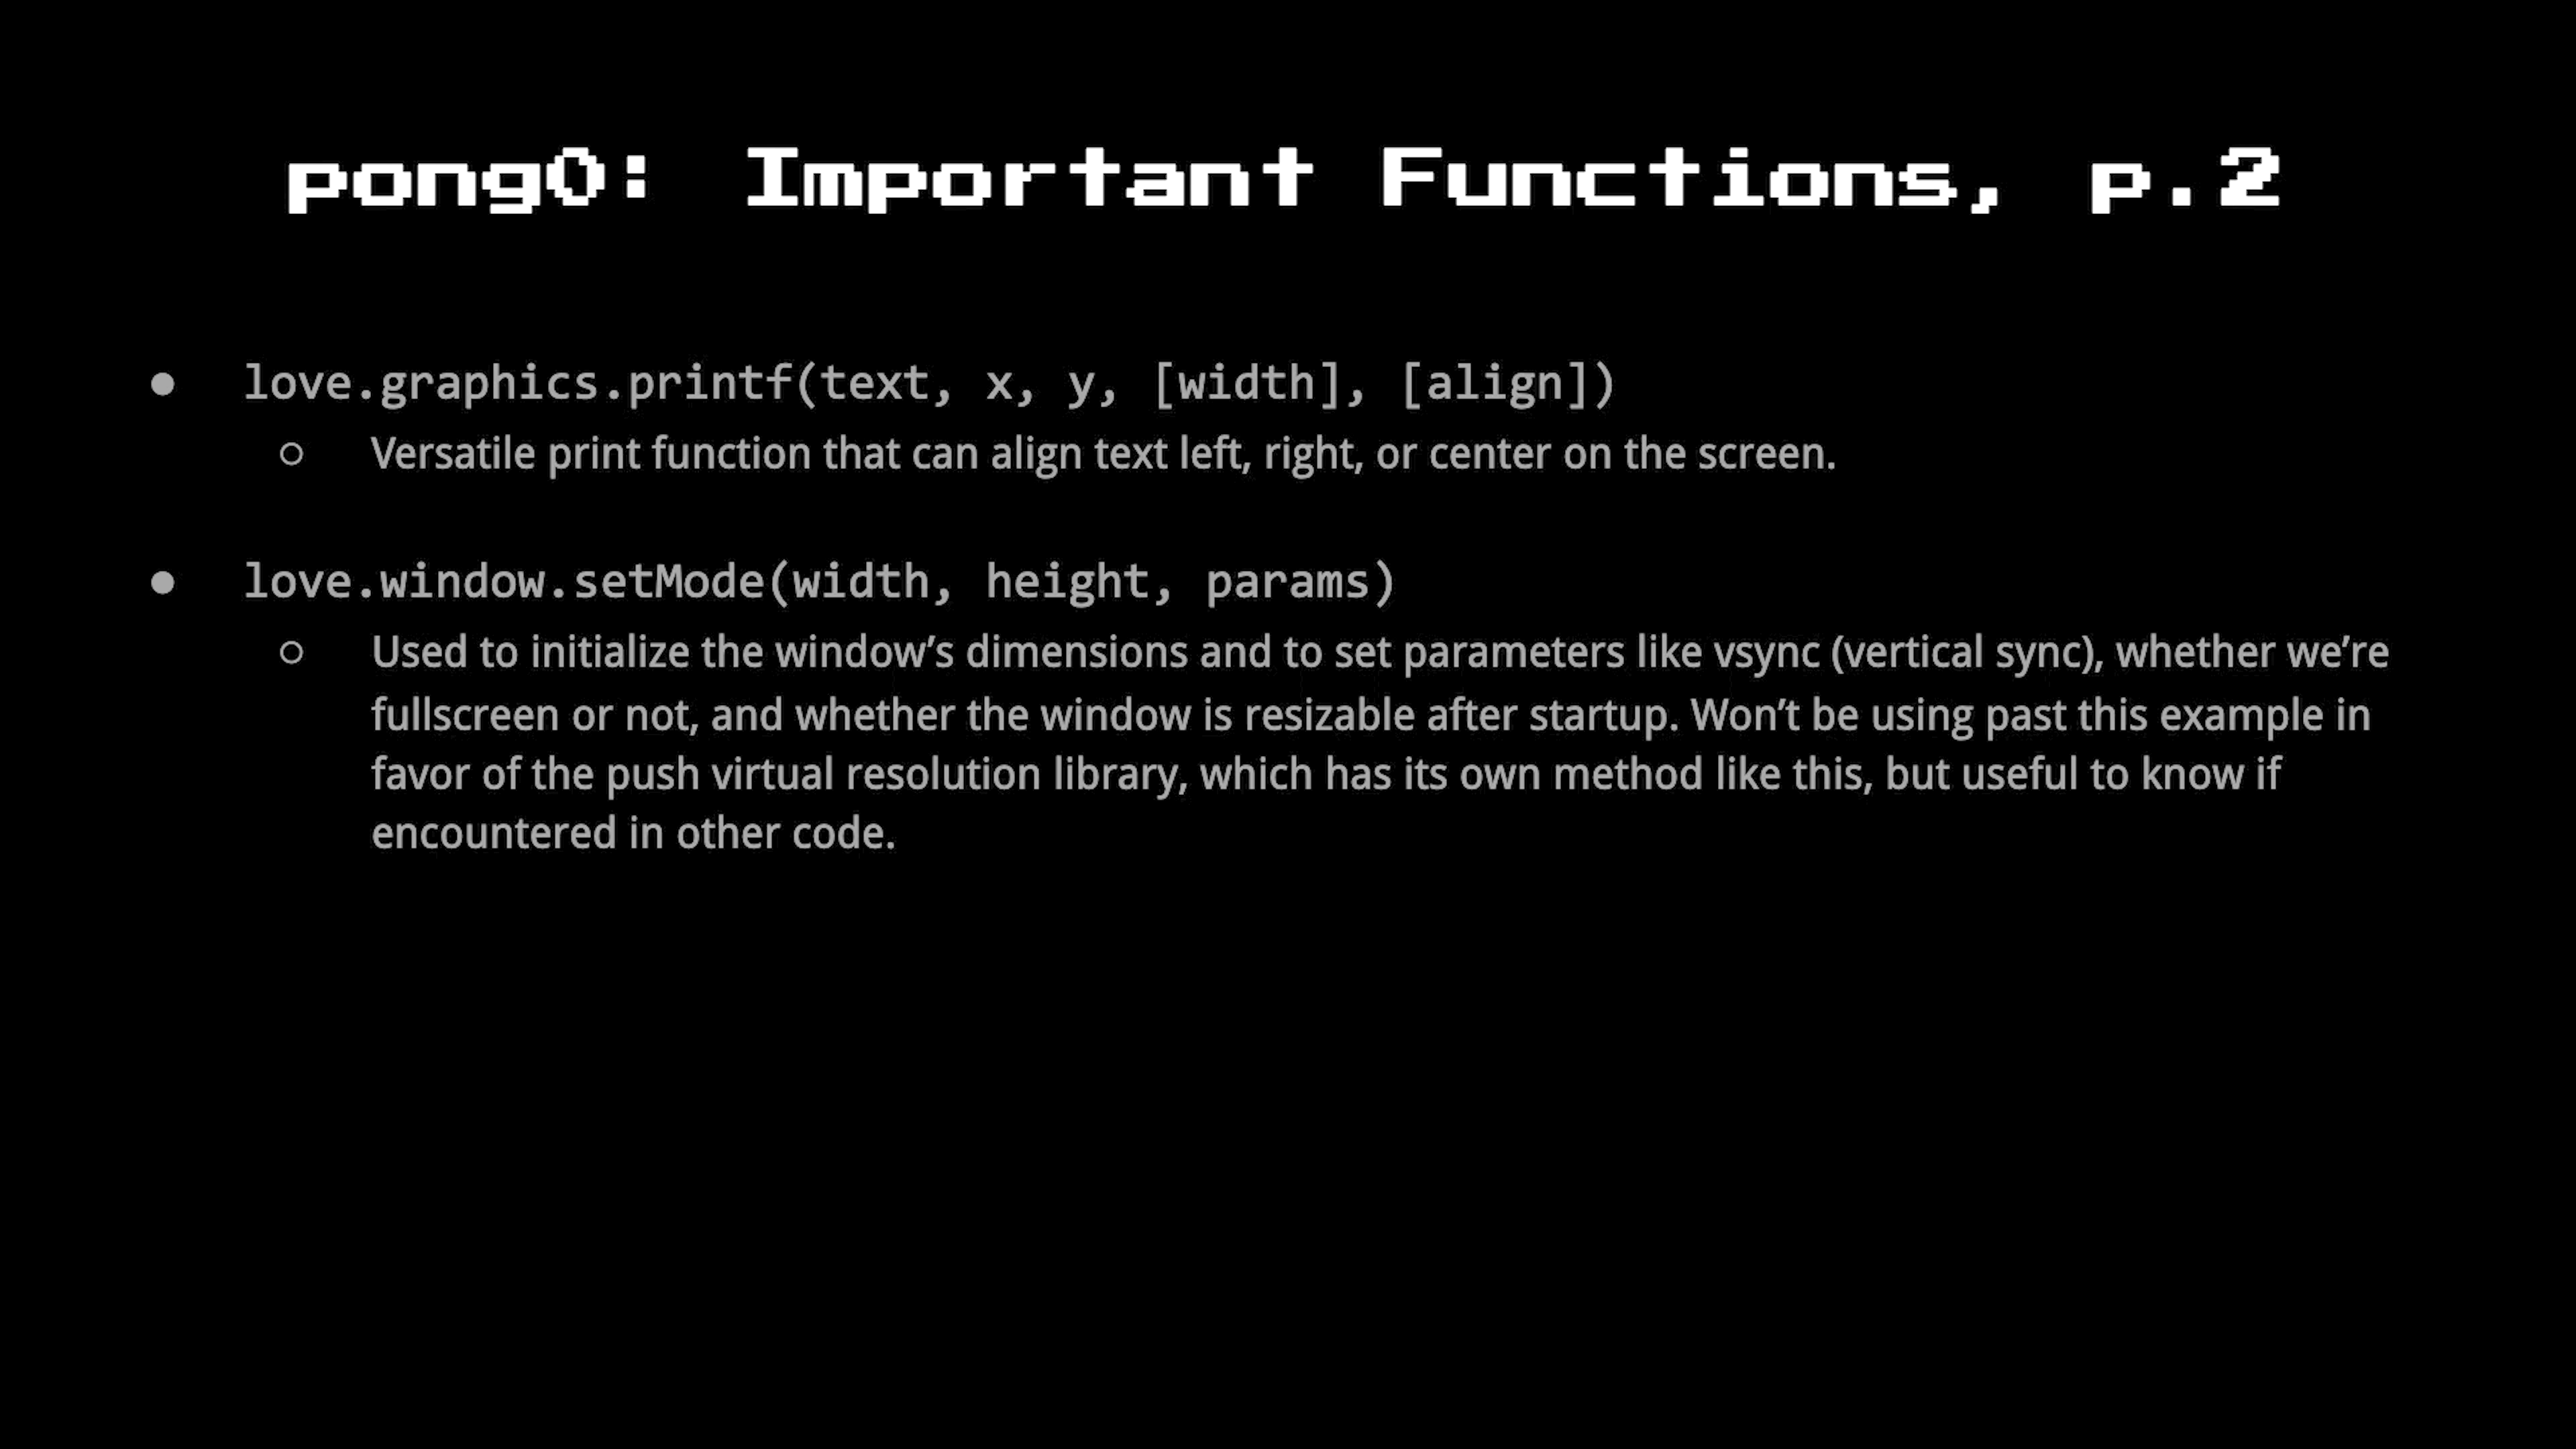 pong0: Important Functions, p.2
● love.graphics.printf(text, x, y, [width], [align])
○ Versatile print function that can align text left, right, or center on the screen.
● love.window.setMode(width, height, params)
○ Used to initialize the window’s dimensions and to set parameters like vsync (vertical sync), whether we’re
fullscreen or not, and whether the window is resizable after startup. Won’t be using past this example in
favor of the push virtual resolution library, which has its own method like this, but useful to know if
encountered in other code.